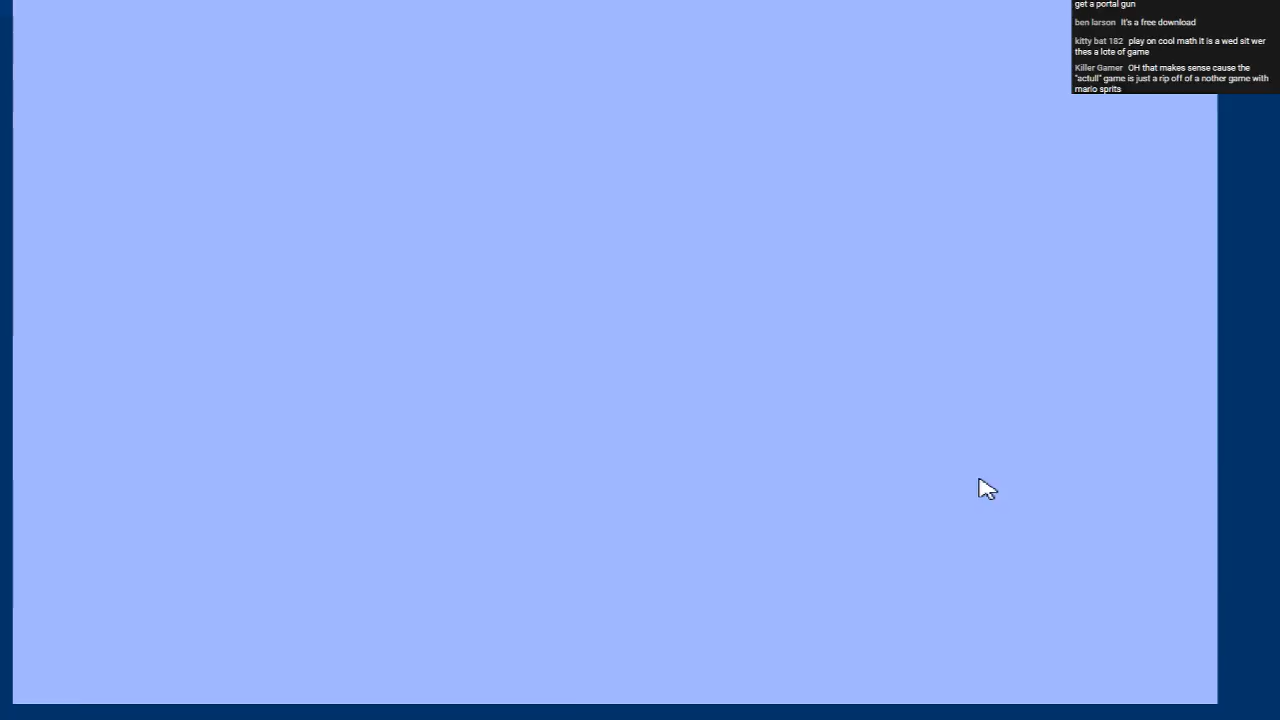 get a portal gun
ben larson It's a free download
kitty bat 182 play on cool math it is a wed sit wer
thes a lote of game
Killer Gamer OH that makes sense cause the
"actull" game is just a rip off of a nother game with
mario sprits